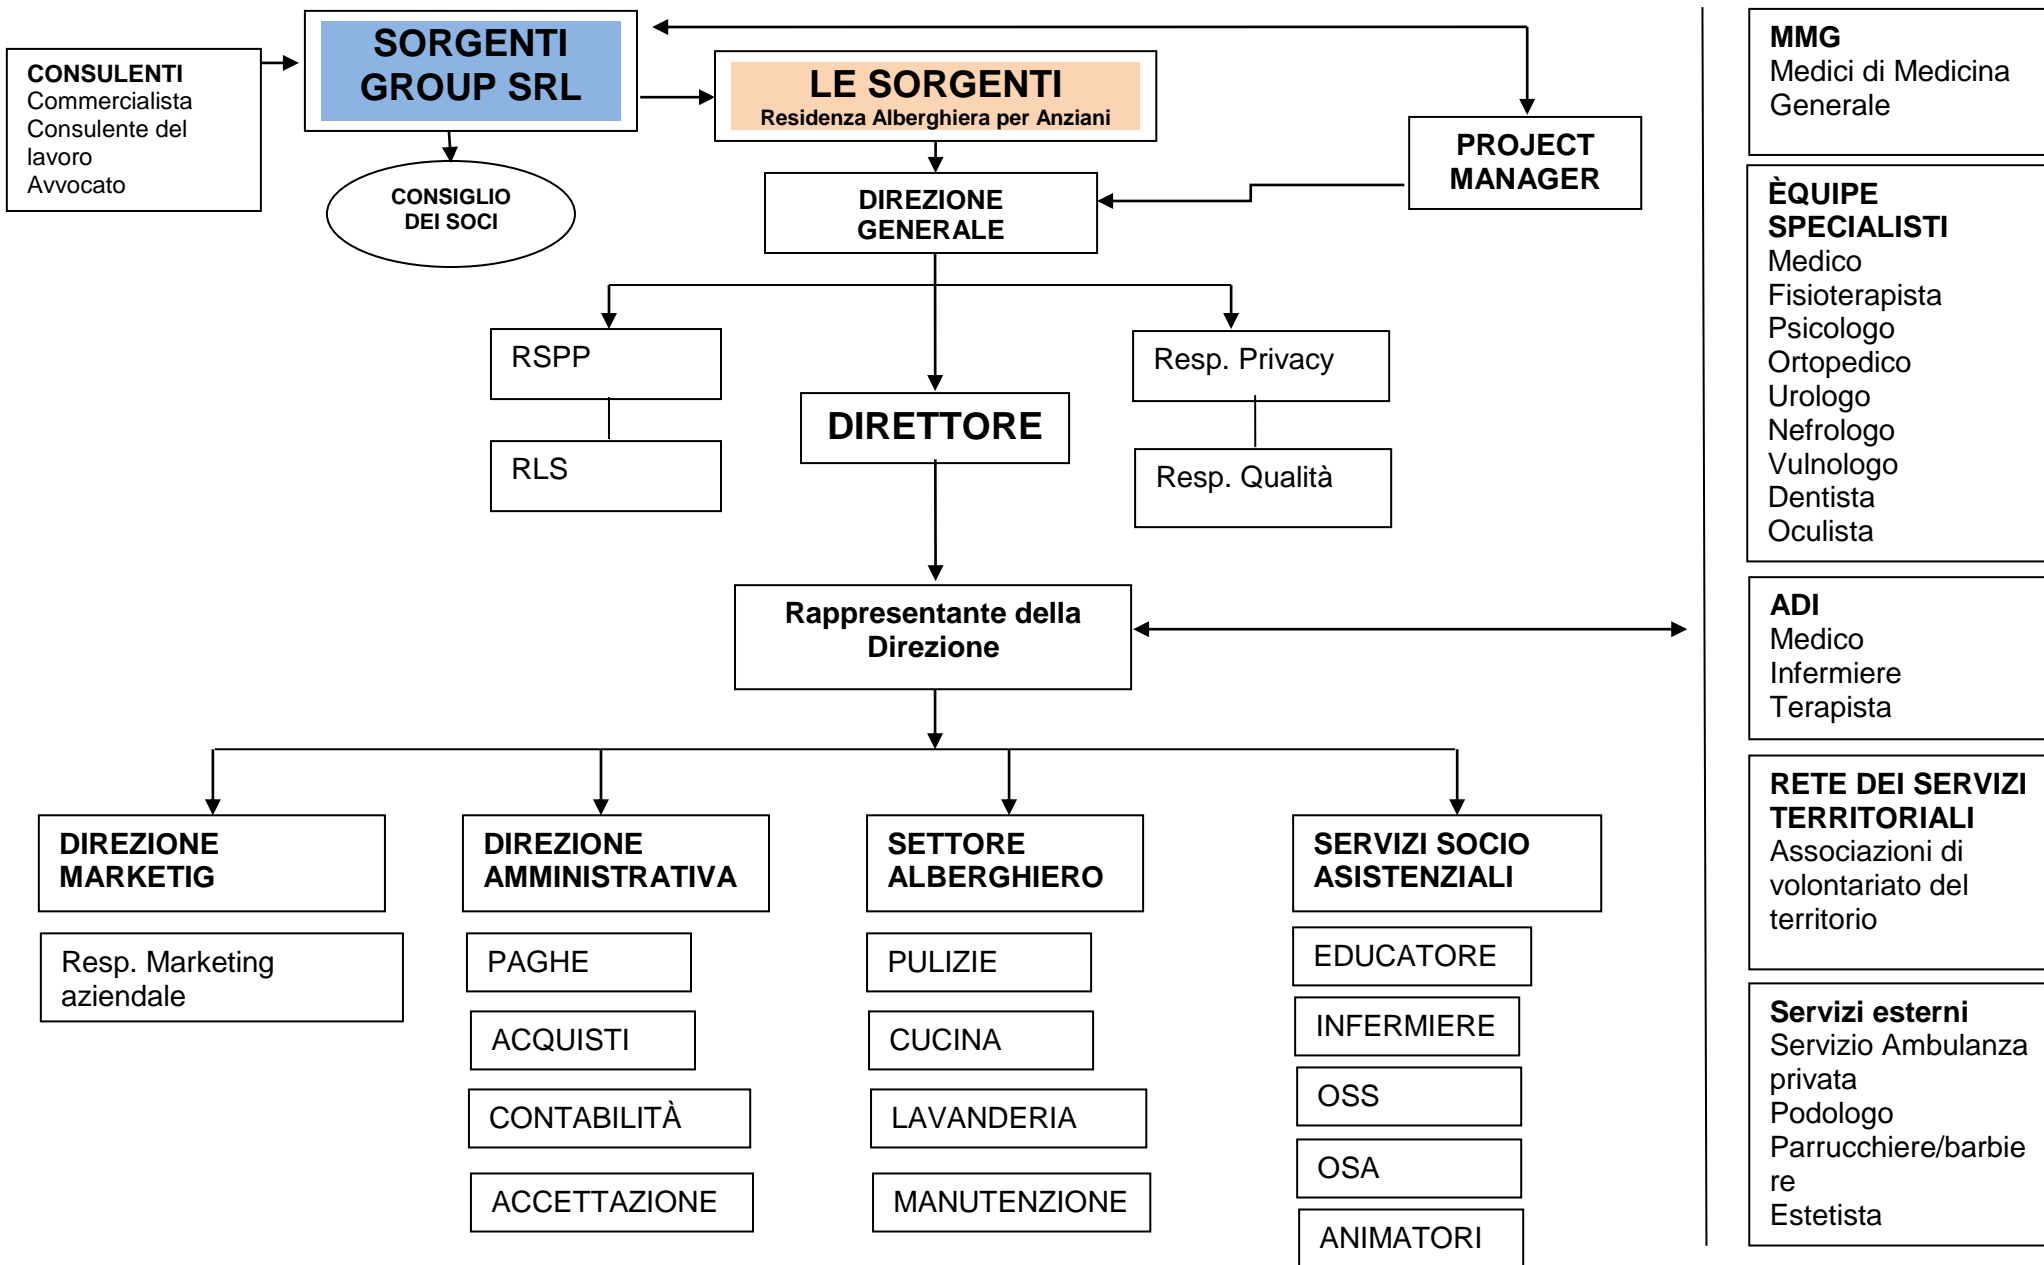 CONSULENTI
Commercialista
Consulente del
lavoro
Avvocato
SORGENTI
GROUP SRL
CONSIGLIO
DEI SOCI
LE SORGENTI
Residenza Alberghiera per Anziani
PROJECT
MANAGER
DIREZIONE
GENERALE
RSPP
RLS
DIRETTORE
Resp. Privacy
Resp. Qualità
Rappresentante della
Direzione
DIREZIONE
MARKETIG
Resp. Marketing
aziendale
DIREZIONE
AMMINISTRATIVA
PAGHE
ACQUISTI
CONTABILITÀ
ACCETTAZIONE
SETTORE
ALBERGHIERO
PULIZIE
CUCINA
LAVANDERIA
MANUTENZIONE
SERVIZI SOCIO
ASISTENZIALI
EDUCATORE
INFERMIERE
OSS
OSA
ANIMATORI
MMG
Medici di Medicina
Generale
ÈQUIPE
SPECIALISTI
Medico
Fisioterapista
Psicologo
Ortopedico
Urologo
Nefrologo
Vulnologo
Dentista
Oculista
ADI
Medico
Infermiere
Terapista
RETE DEI SERVIZI
TERRITORIALI
Associazioni di
volontariato del
territorio
Servizi esterni
Servizio Ambulanza
privata
Podologo
Parrucchiere/barbie
re
Estetista